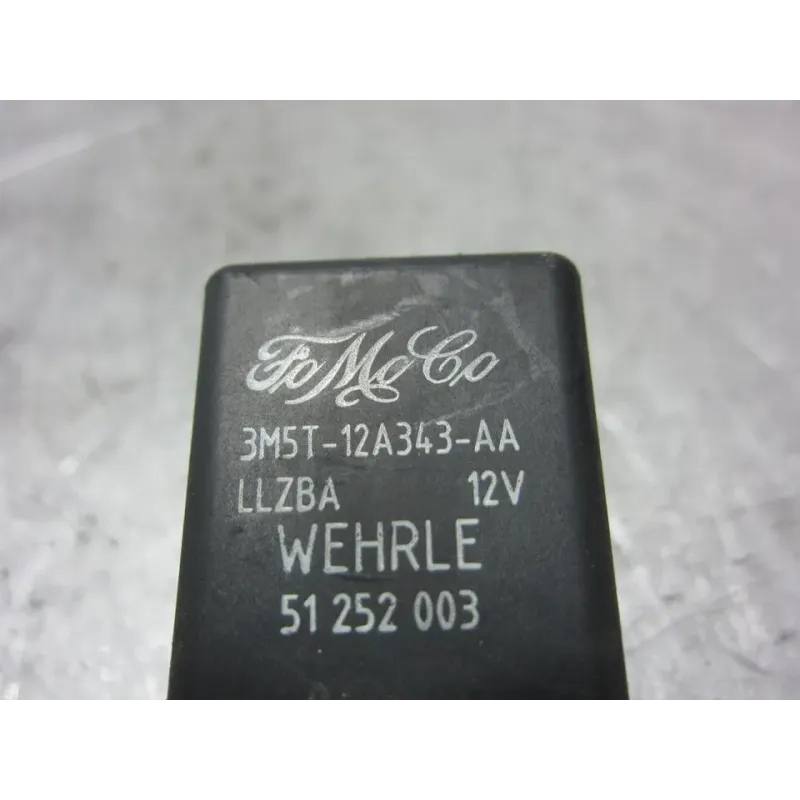 FoMoCo
3M5T-12A343-AA
LLZBA 12V
WEHRLE
51 252 003